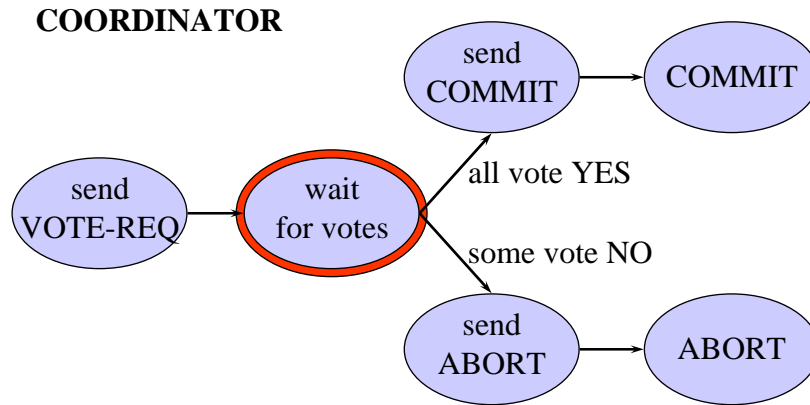 COORDINATOR
send
COMMIT
COMMIT
all vote YES
send
VOTE-REQ
wait
for votes
some vote NO
send
ABORT
ABORT